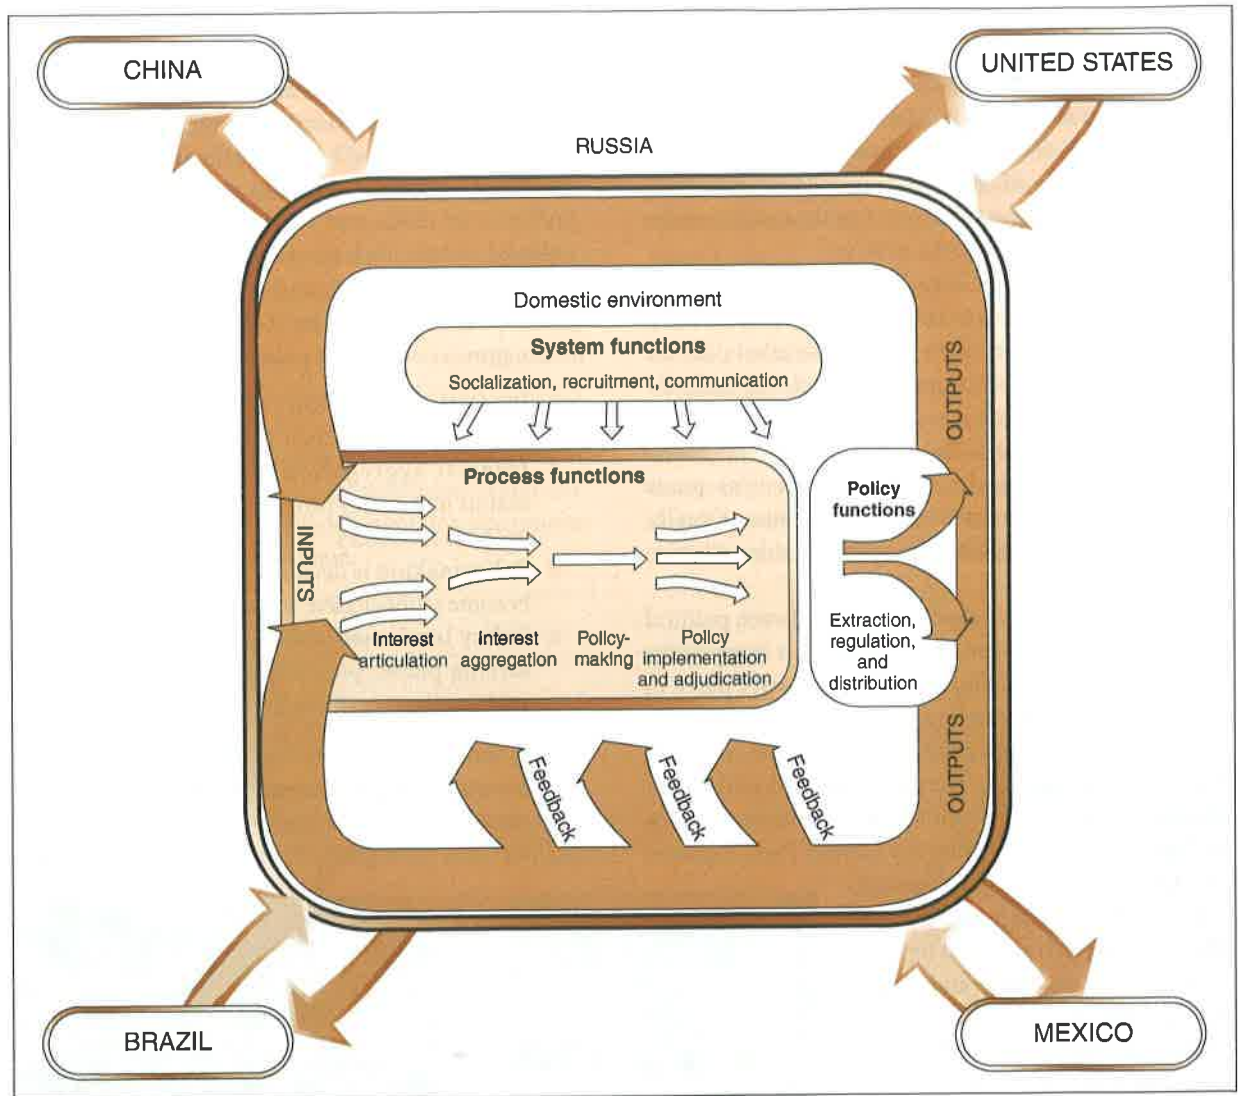 CHINA
UNITED STATES
RUSSIA
Domestic environment
System functions
Socialization, recruitment, communication
Process functions
INPUTS
Interest
articulation
Interest
aggregation
Policy-
making
Policy
implementation
and adjudication
Policy
functions
Extraction,
regulation,
and
distribution
OUTPUTS
OUTPUTS
Feedback
Feedback
Feedback
BRAZIL
MEXICO